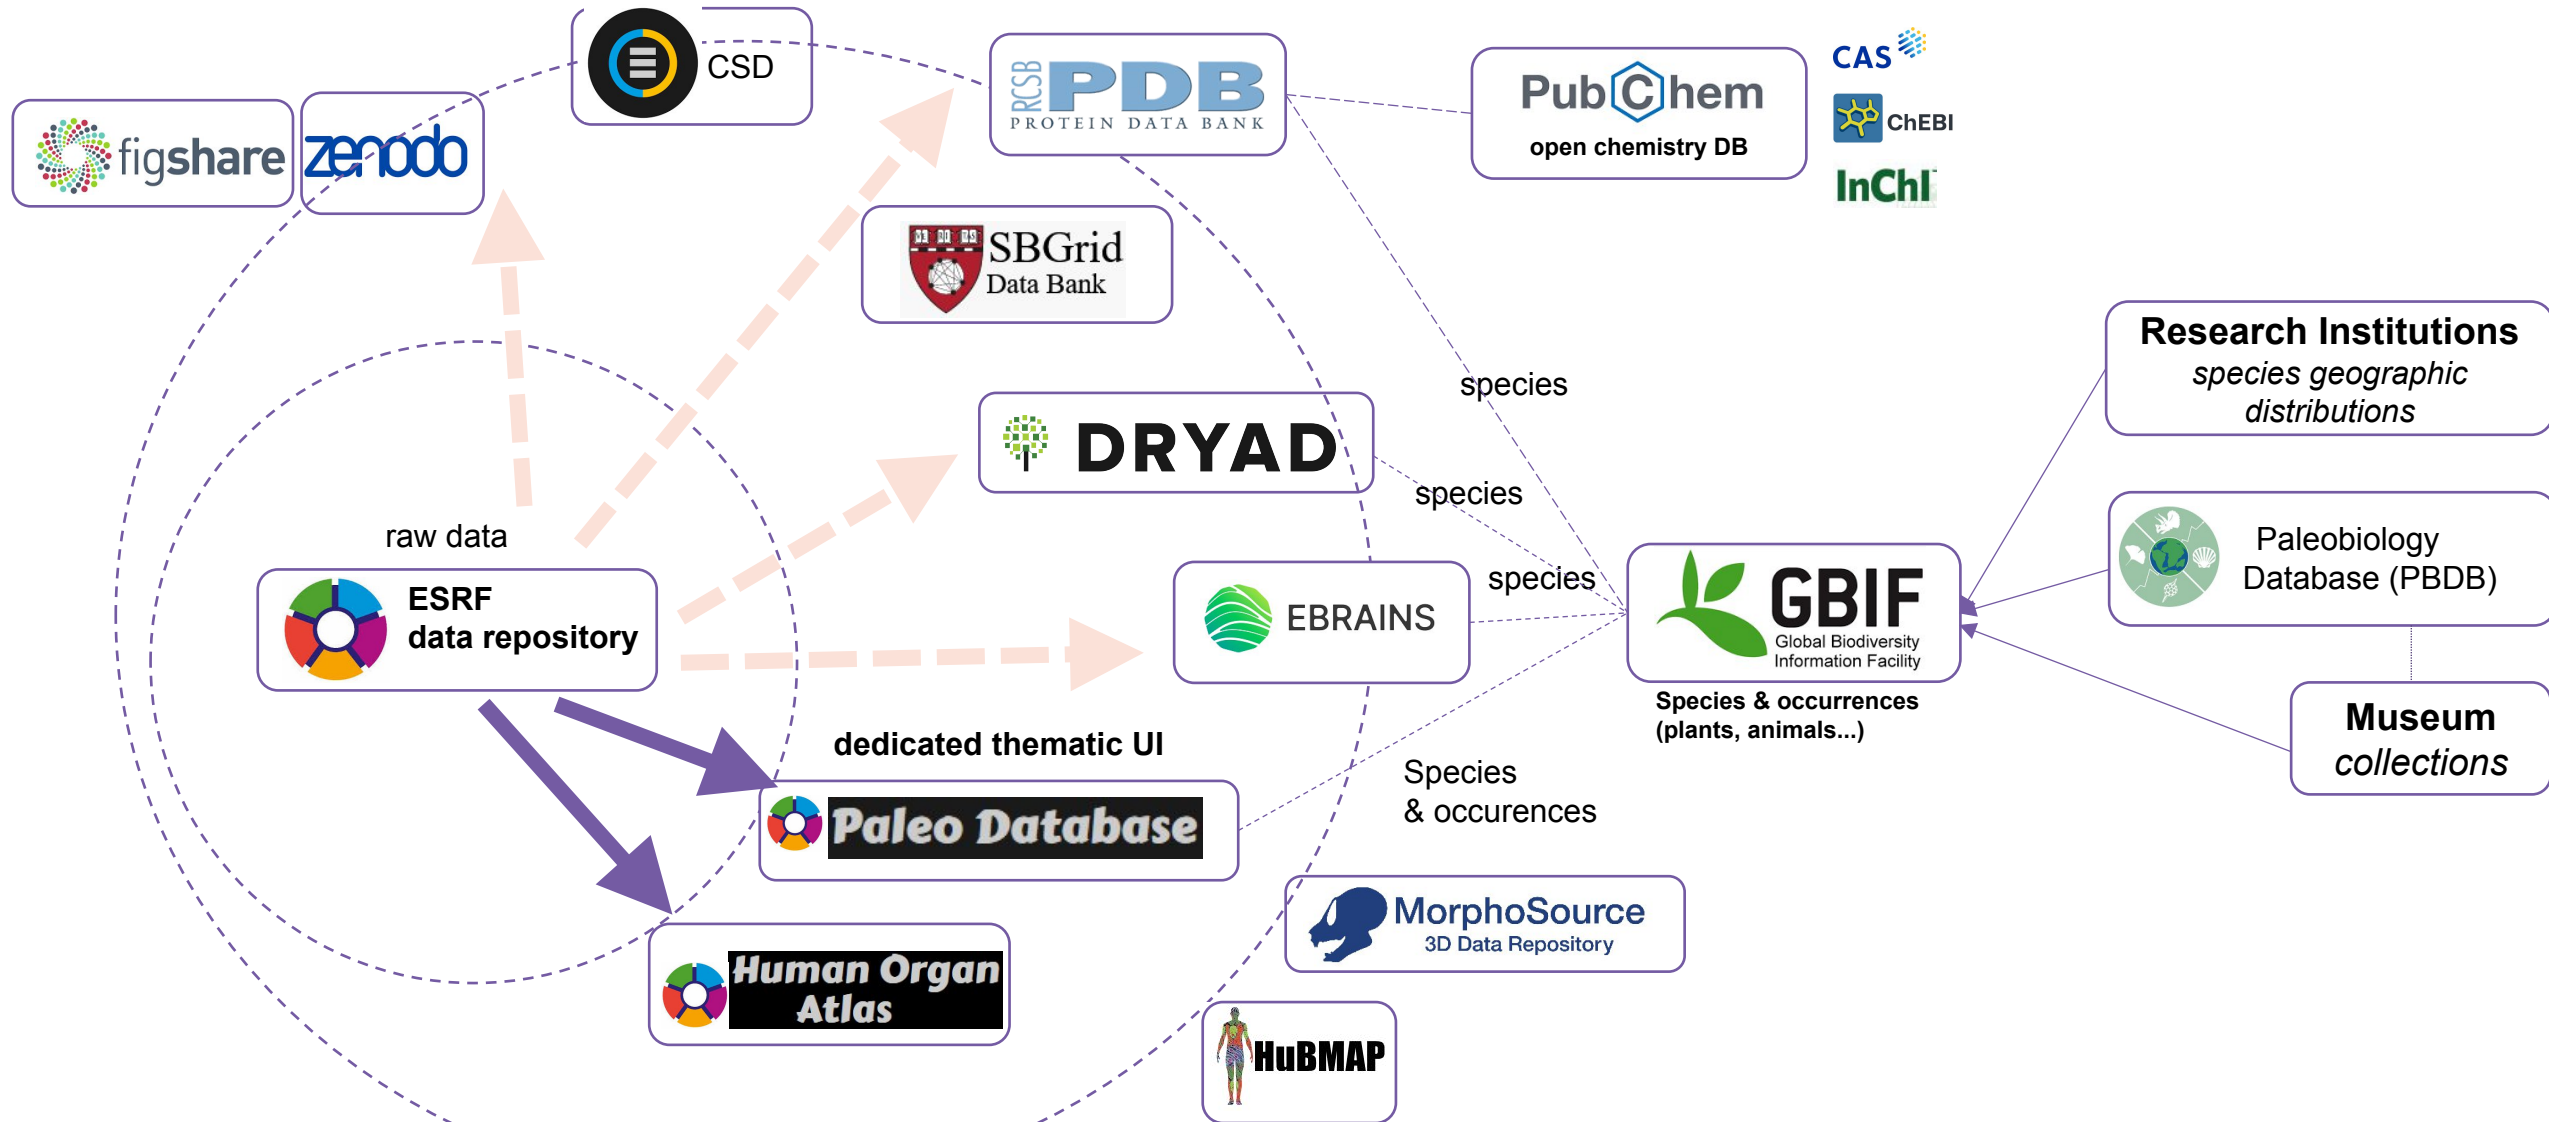 CSD
RCSB
PDB
PROTEIN DATA BANK
PubChem
open chemistry DB
CAS
ChEBI
InChI
figshare
zenodo
SBGrid
Data Bank
Research Institutions
species geographic
distributions
species
DRYAD
species
raw data
ESRF
data repository
EBRAINS
species
GBIF
Global Biodiversity
Information Facility
Species & occurrences
(plants, animals...)
Paleobiology
Database (PBDB)
Museum
collections
dedicated thematic UI
Paleo Database
Species
& occurences
MorphoSource
3D Data Repository
Human Organ
Atlas
HuBMAP